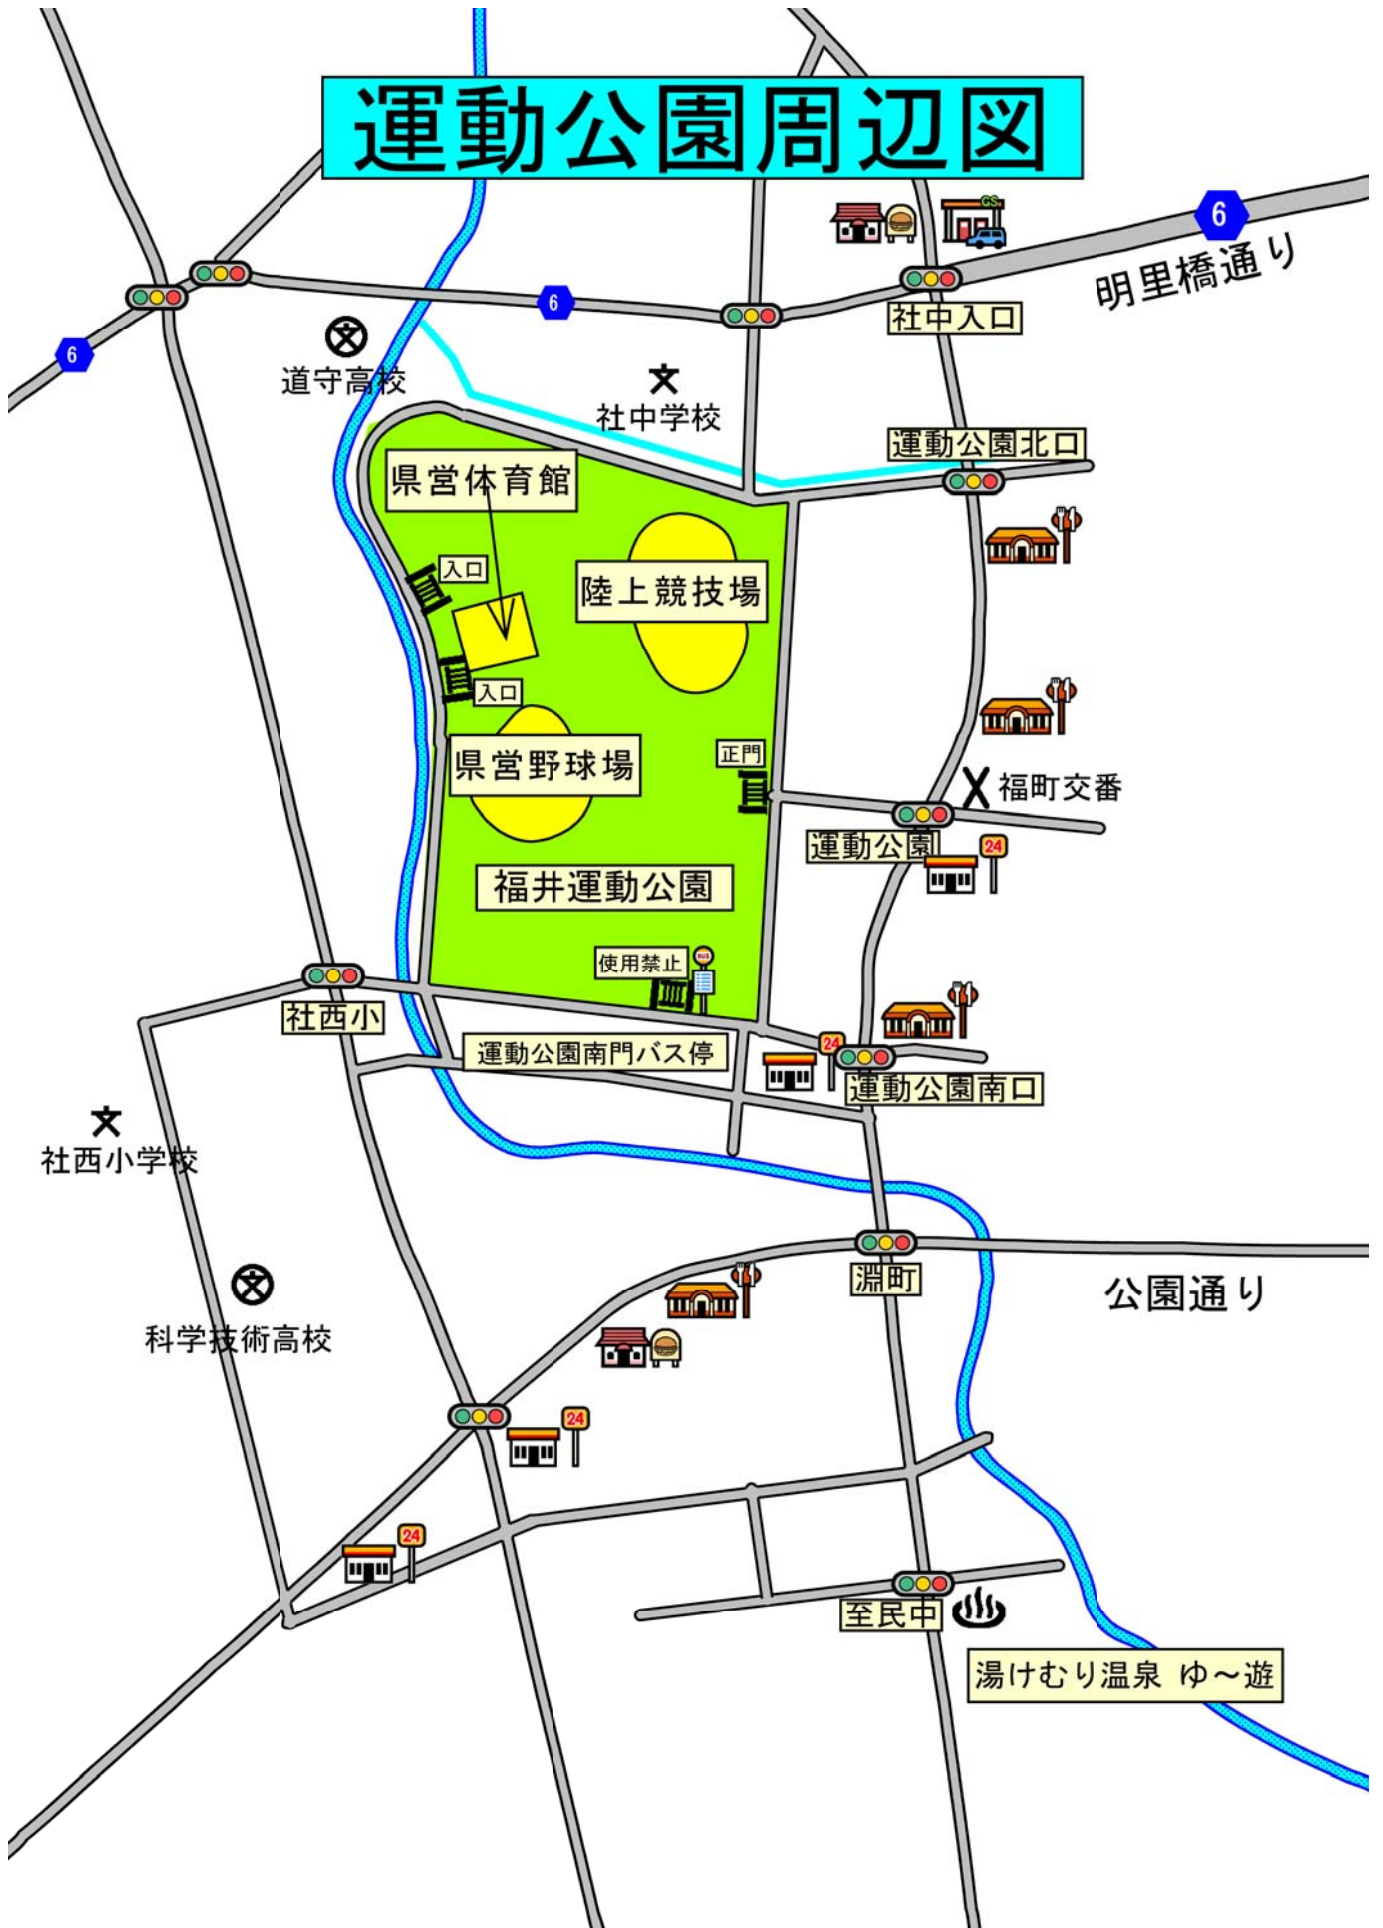 運動公園周辺図
GS
6
明里橋通り
社中入口
6
6
道守高校
社中学校
運動公園北口
県営体育館
入口
陸上競技場
入口
県営野球場
正門
福町交番
運動公園
24
福井運動公園
使用禁止
BUS
社西小
運動公園南門バス停
24
運動公園南口
社西小学校
淵町
公園通り
科学技術高校
24
24
至民中
湯けむり温泉 ゆ～遊